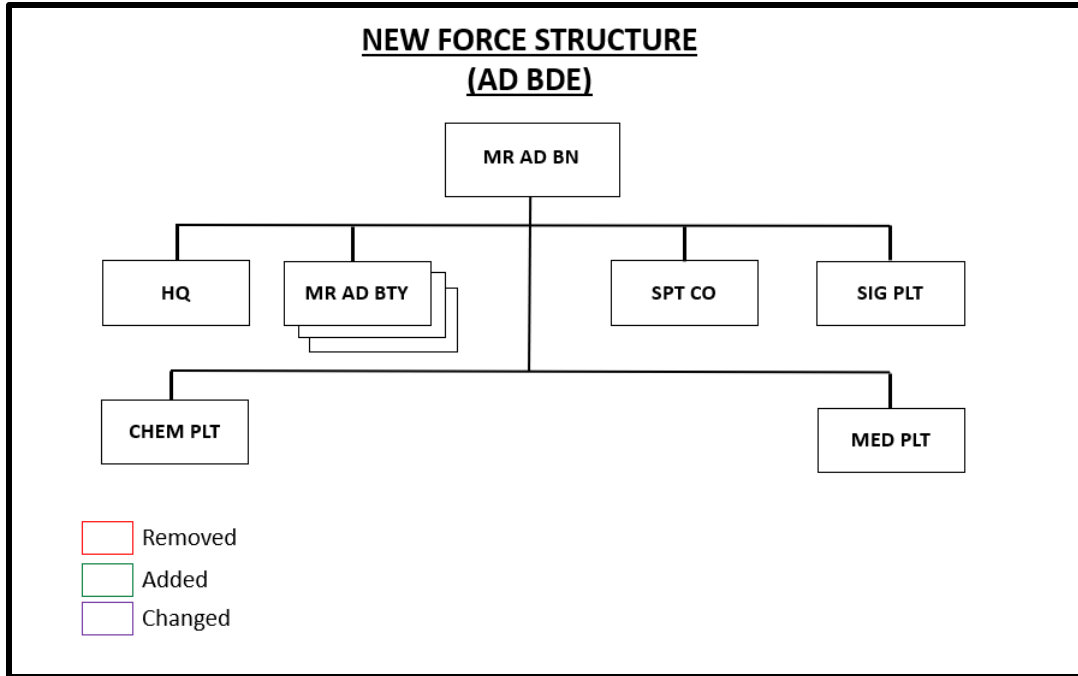 NEW FORCE STRUCTURE
(AD BDE)
MR AD BN
HQ
MR AD BTY
SPT CO
SIG PLT
CHEM PLT
MED PLT
Removed
Added
Changed